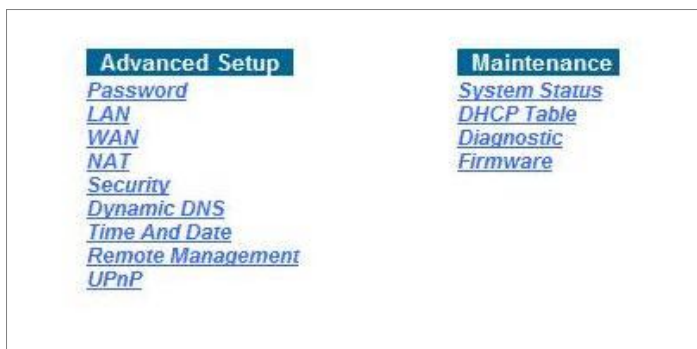 Advanced Setup
Password
LAN
WAN
NAT
Security
Dynamic DNS
Time And Date
Remote Management
UPnP
Maintenance
System Status
DHCP Table
Diagnostic
Firmware